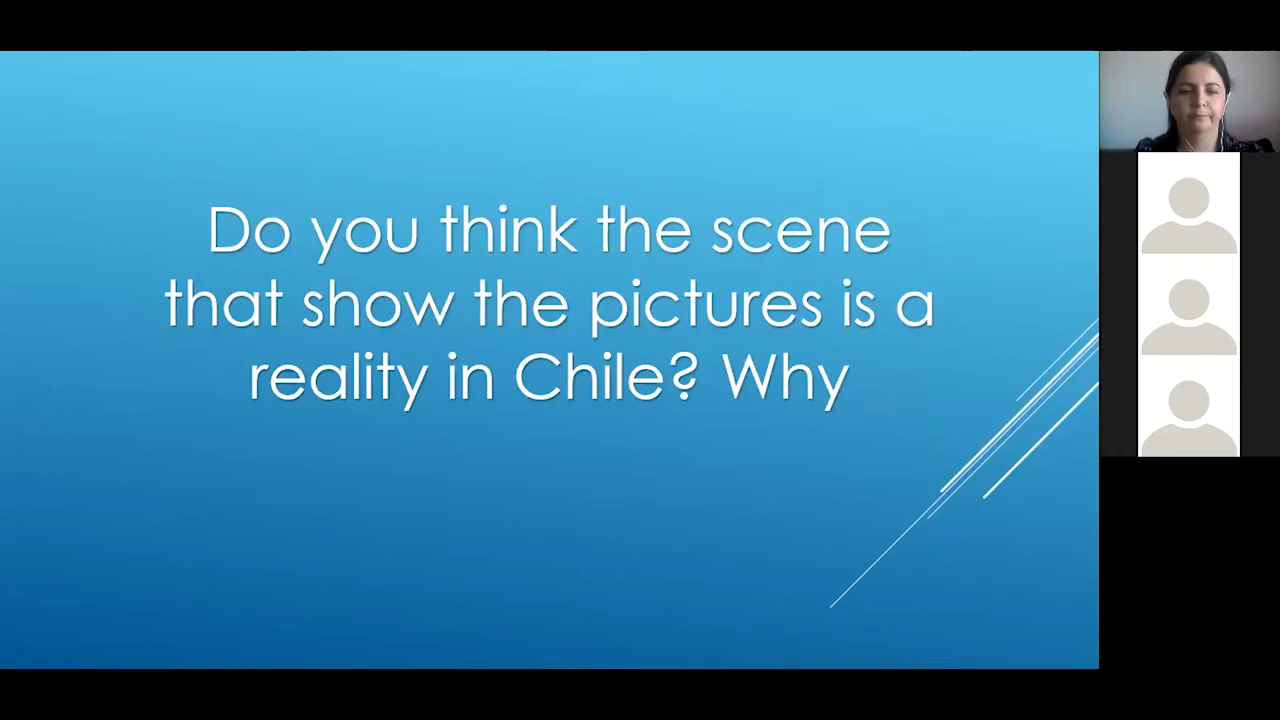 Do you think the scene
that show the pictures is a
reality in Chile? Why